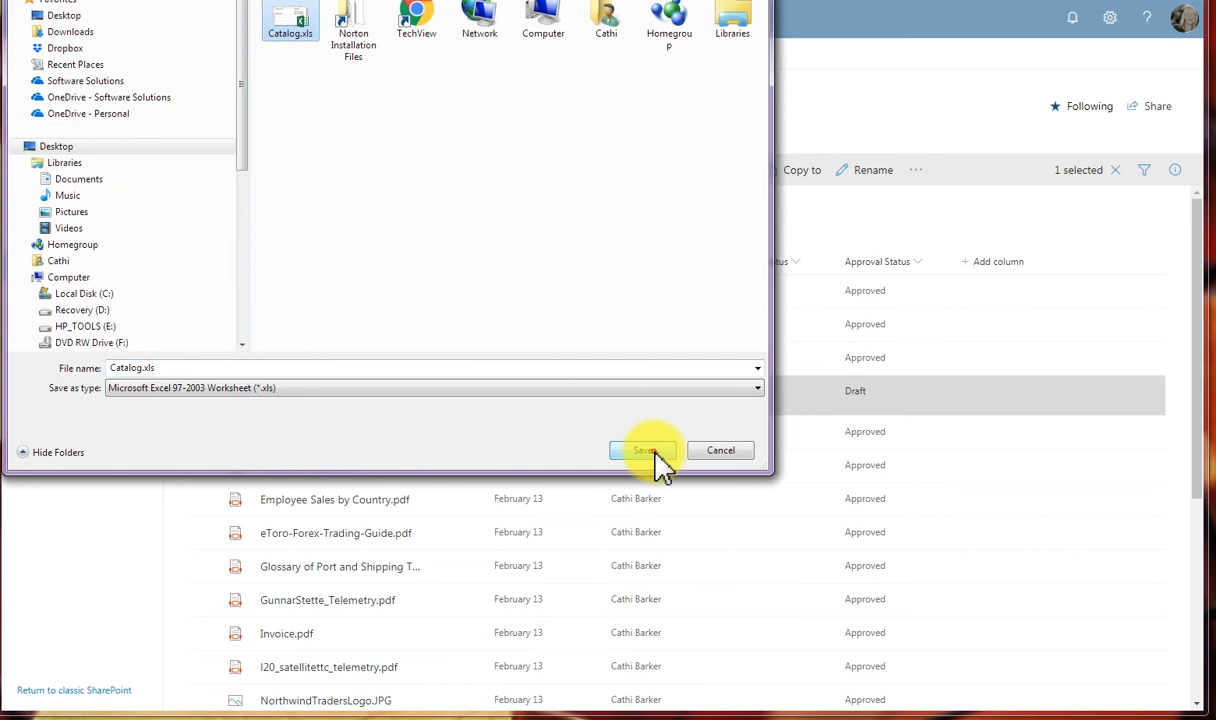 Favorites
Desktop
Downloads
Dropbox
Recent Places
Software Solutions
OneDrive - Software Solutions
OneDrive - Personal
Desktop
Libraries
Documents
Music
Pictures
Videos
Homegroup
Cathi
Computer
Local Disk (C:)
Recovery (D:)
HP_TOOLS (E:)
DVD RW Drive (F:)
Catalog.xls
Norton
Installation
Files
TechView
Network
Computer
Cathi
Homegrou
p
Libraries
File name: Catalog.xls
Save as type: Microsoft Excel 97-2003 Worksheet (*.xls)
Hide Folders
Save
Cancel
Following
Share
Copy to
Rename
1 selected
Approval Status
+ Add column
Approved
Approved
Approved
Draft
Approved
Approved
Employee Sales by Country.pdf February 13 Cathi Barker Approved
eToro-Forex-Trading-Guide.pdf February 13 Cathi Barker Approved
Glossary of Port and Shipping T... February 13 Cathi Barker Approved
GunnarStette_Telemetry.pdf February 13 Cathi Barker Approved
Invoice.pdf February 13 Cathi Barker Approved
I20_satellitettc_telemetry.pdf February 13 Cathi Barker Approved
NorthwindTradersLogo.JPG February 13 Cathi Barker Approved
Return to classic SharePoint